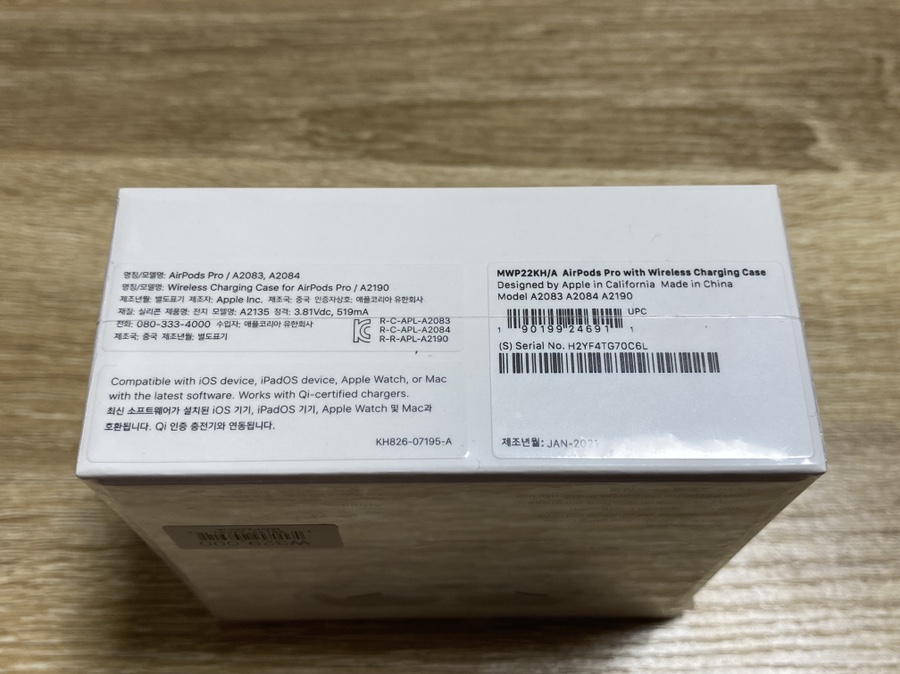 명칭/모델명: AirPods Pro / A2083, A2084
명칭/모델명: Wireless Charging Case for AirPods Pro / A2190
제조년월: 별도표기 제조자: Apple Inc. 제조국: 중국 인증자상호: 애플코리아 유한회사
재질: 실리콘 제품명: 전지 모델명: A2135 정격: 3.81Vdc, 519mA
전화: 080-333-4000 수입자: 애플코리아 유한회사
제조국: 중국 제조년월: 별도표기
R-C-APL-A2083
R-C-APL-A2084
R-R-APL-A2190
Compatible with iOS device, iPadOS device, Apple Watch, or Mac
with the latest software. Works with Qi-certified chargers.
최신 소프트웨어가 설치된 iOS 기기, iPadOS 기기, Apple Watch 및 Mac과
호환됩니다. Qi 인증 충전기와 연동됩니다.
KH826-07195-A
MWP22KH/A AirPods Pro with Wireless Charging Case
Designed by Apple in California Made in China
Model A2083 A2084 A2190
UPC
1 90199 24691 1
(S) Serial No. H2YF4TG70C6L
제조년월: JAN-2021